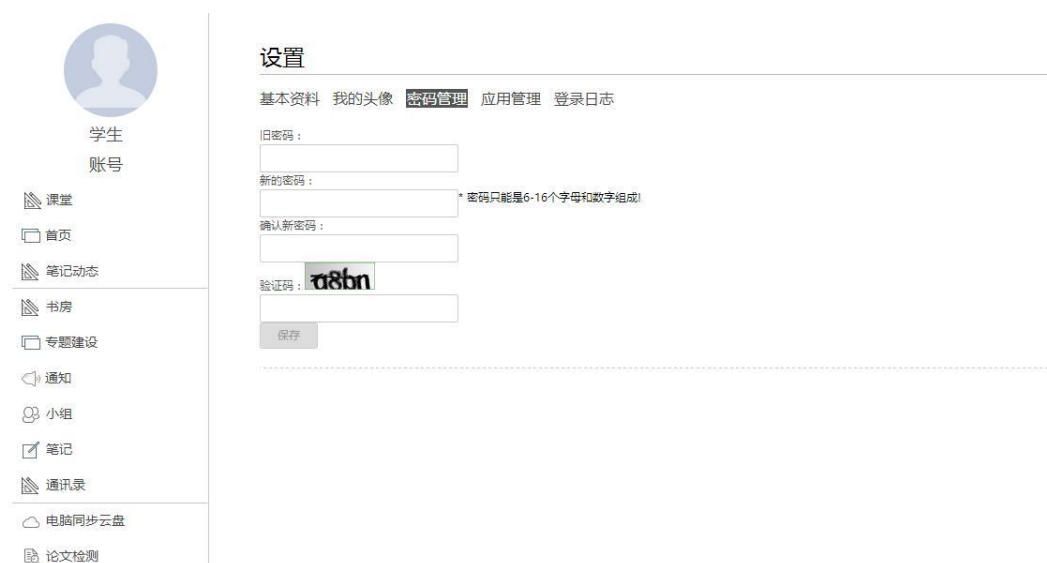 学生
账号
课堂
首页
笔记动态
书房
专题建设
通知
小组
笔记
通讯录
电脑同步云盘
论文检测
设置
基本资料 我的头像 密码管理 应用管理 登录日志
旧密码：
新的密码：
* 密码只能是6-16个字母和数字组成!
确认新密码：
验证码：
保存